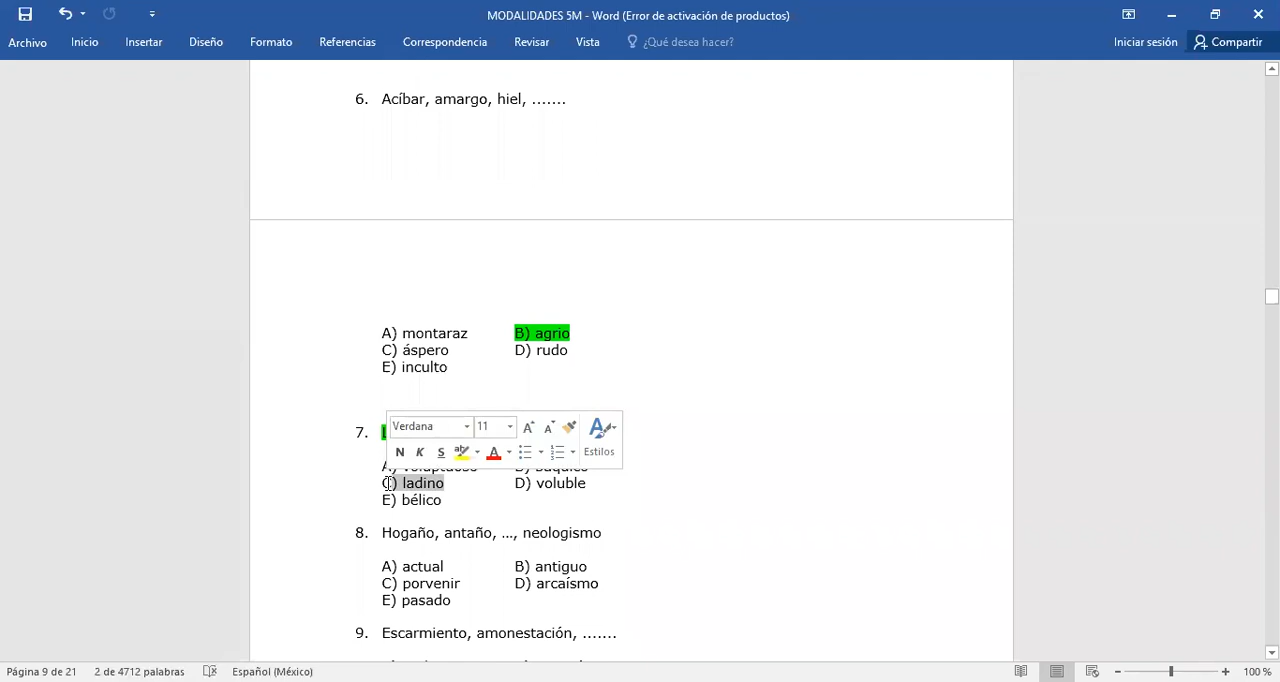 MODALIDADES 5M - Word (Error de activación de productos)
Archivo Inicio Insertar Diseño Formato Referencias Correspondencia Revisar Vista ¿Qué desea hacer? Iniciar sesión Compartir
6. Acíbar, amargo, hiel, .......
A) montaraz B) agrio
C) áspero D) rudo
E) inculto
7.
Verdana 11
N K S Estilos
C) ladino D) voluble
E) bélico
8. Hogaño, antaño, ..., neologismo
A) actual B) antiguo
C) porvenir D) arcaísmo
E) pasado
9. Escarmiento, amonestación, .......
Página 9 de 21 2 de 4712 palabras Español (México) 100 %